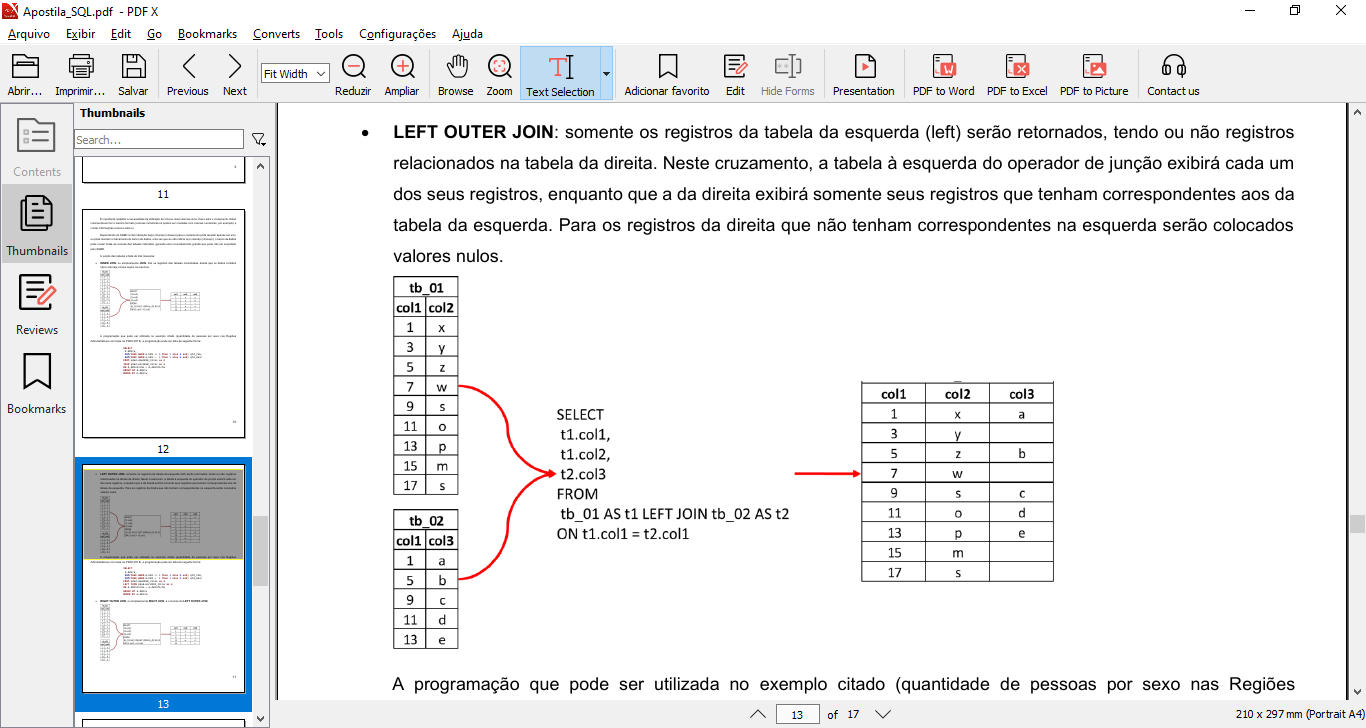 Apostila_SQL.pdf - PDF X
Arquivo Exibir Edit Go Bookmarks Converts Tools Configurações Ajuda
Abrir... Imprimir... Salvar Previous Next Fit Width Reduzir Ampliar Browse Zoom Text Selection Adicionar favorito Edit Hide Forms Presentation PDF to Word PDF to Excel PDF to Picture Contact us
Contents
Thumbnails
Reviews
Bookmarks
Thumbnails
Search...
11
12
13
• LEFT OUTER JOIN: somente os registros da tabela da esquerda (left) serão retornados, tendo ou não registros
relacionados na tabela da direita. Neste cruzamento, a tabela à esquerda do operador de junção exibirá cada um
dos seus registros, enquanto que a da direita exibirá somente seus registros que tenham correspondentes aos da
tabela da esquerda. Para os registros da direita que não tenham correspondentes na esquerda serão colocados
valores nulos.
tb_01
col1 col2
1 x
3 y
5 z
7 w
9 s
11 o
13 p
15 m
17 s
tb_02
col1 col3
1 a
5 b
9 c
11 d
13 e
SELECT
t1.col1,
t1.col2,
t2.col3
FROM
tb_01 AS t1 LEFT JOIN tb_02 AS t2
ON t1.col1 = t2.col1
col1 col2 col3
1 x a
3 y
5 z b
7 w
9 s c
11 o d
13 p e
15 m
17 s
A programação que pode ser utilizada no exemplo citado (quantidade de pessoas por sexo nas Regiões
13 of 17
210 x 297 mm (Portrait A4)